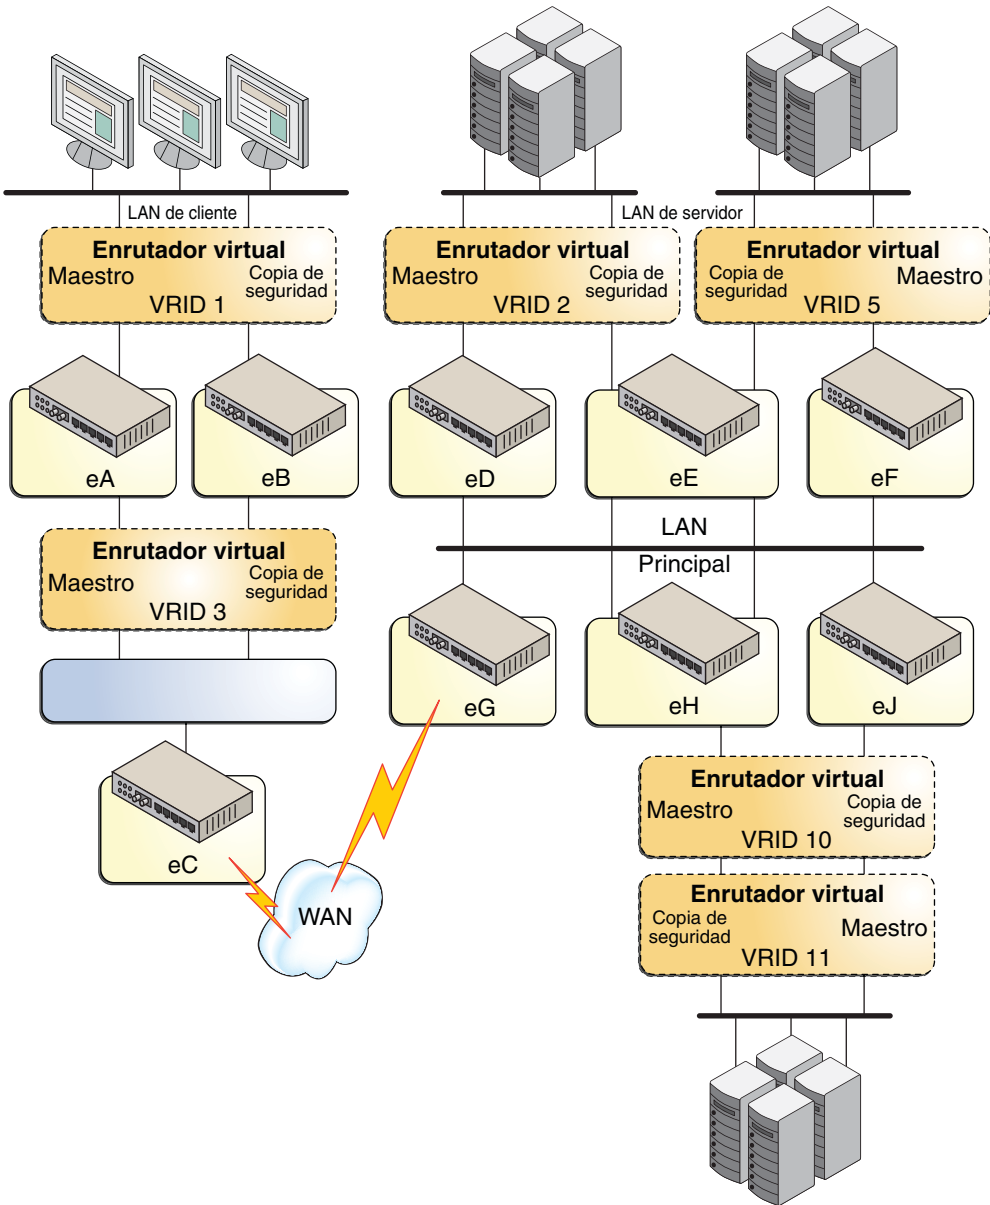 LAN de cliente
LAN de servidor
Enrutador virtual
Maestro
Copia de
seguridad
VRID 1
Enrutador virtual
Maestro
Copia de
seguridad
VRID 2
Enrutador virtual
Copia de
seguridad
Maestro
VRID 5
eA
eB
eD
eE
eF
LAN
Principal
Enrutador virtual
Maestro
Copia de
seguridad
VRID 3
eG
eH
eJ
eC
WAN
Enrutador virtual
Maestro
Copia de
seguridad
VRID 10
Enrutador virtual
Copia de
seguridad
Maestro
VRID 11